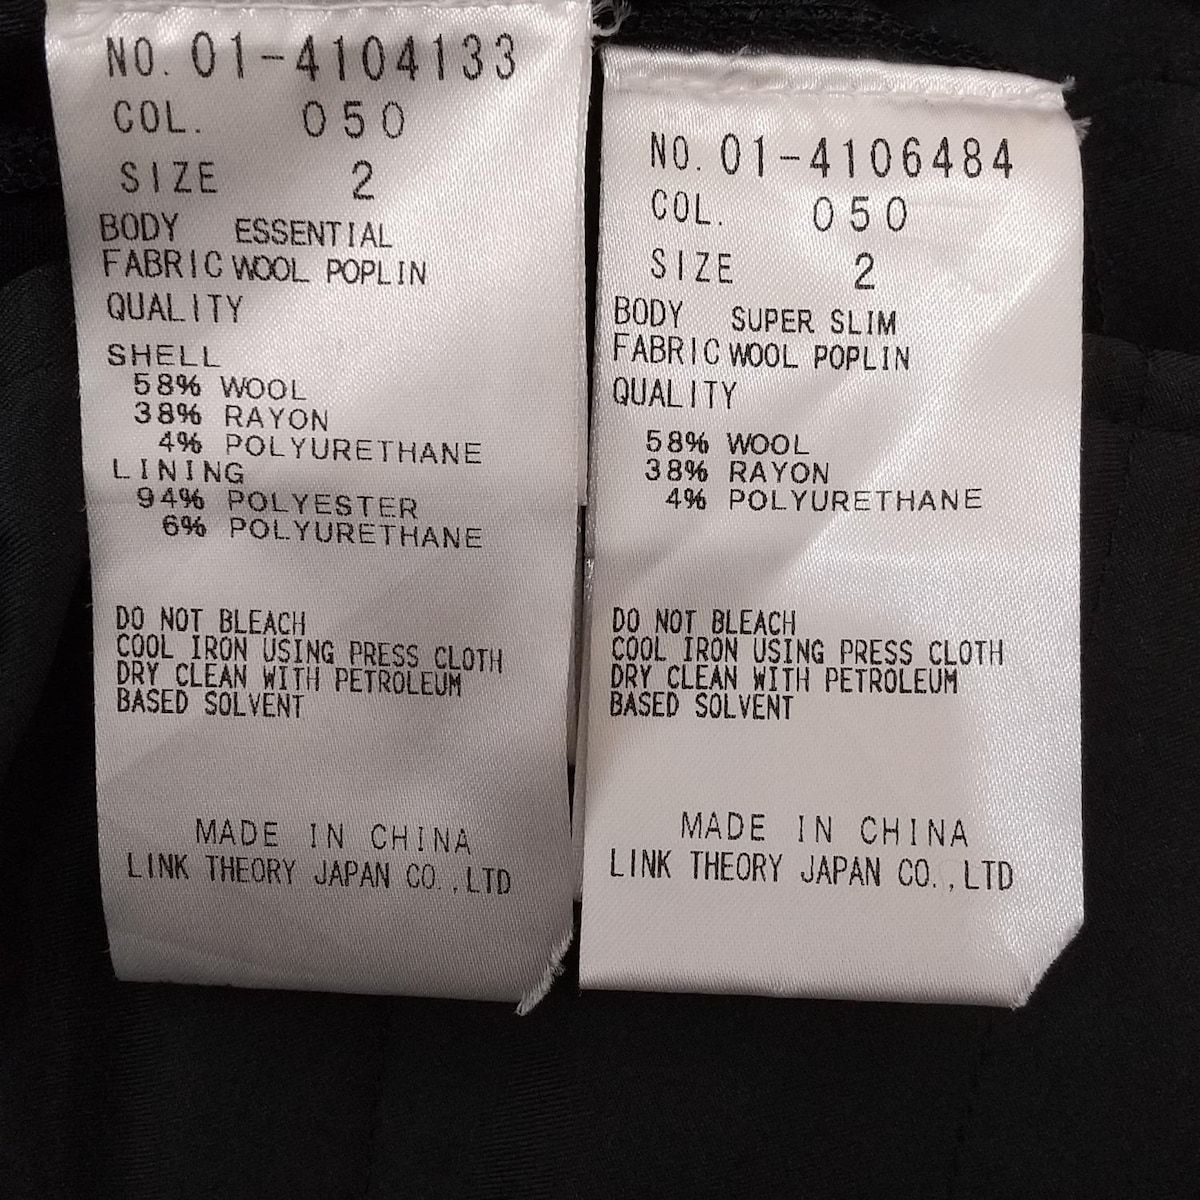 NO. 01-4104133
COL. 050
SIZE 2
BODY ESSENTIAL
FABRIC WOOL POPLIN
QUALITY
SHELL
58% WOOL
38% RAYON
4% POLYURETHANE
LINING
94% POLYESTER
6% POLYURETHANE
DO NOT BLEACH
COOL IRON USING PRESS CLOTH
DRY CLEAN WITH PETROLEUM
BASED SOLVENT
MADE IN CHINA
LINK THEORY JAPAN CO.,LTD
NO. 01-4106484
COL. 050
SIZE 2
BODY SUPER SLIM
FABRIC WOOL POPLIN
QUALITY
58% WOOL
38% RAYON
4% POLYURETHANE
DO NOT BLEACH
COOL IRON USING PRESS CLOTH
DRY CLEAN WITH PETROLEUM
BASED SOLVENT
MADE IN CHINA
LINK THEORY JAPAN CO.,LTD